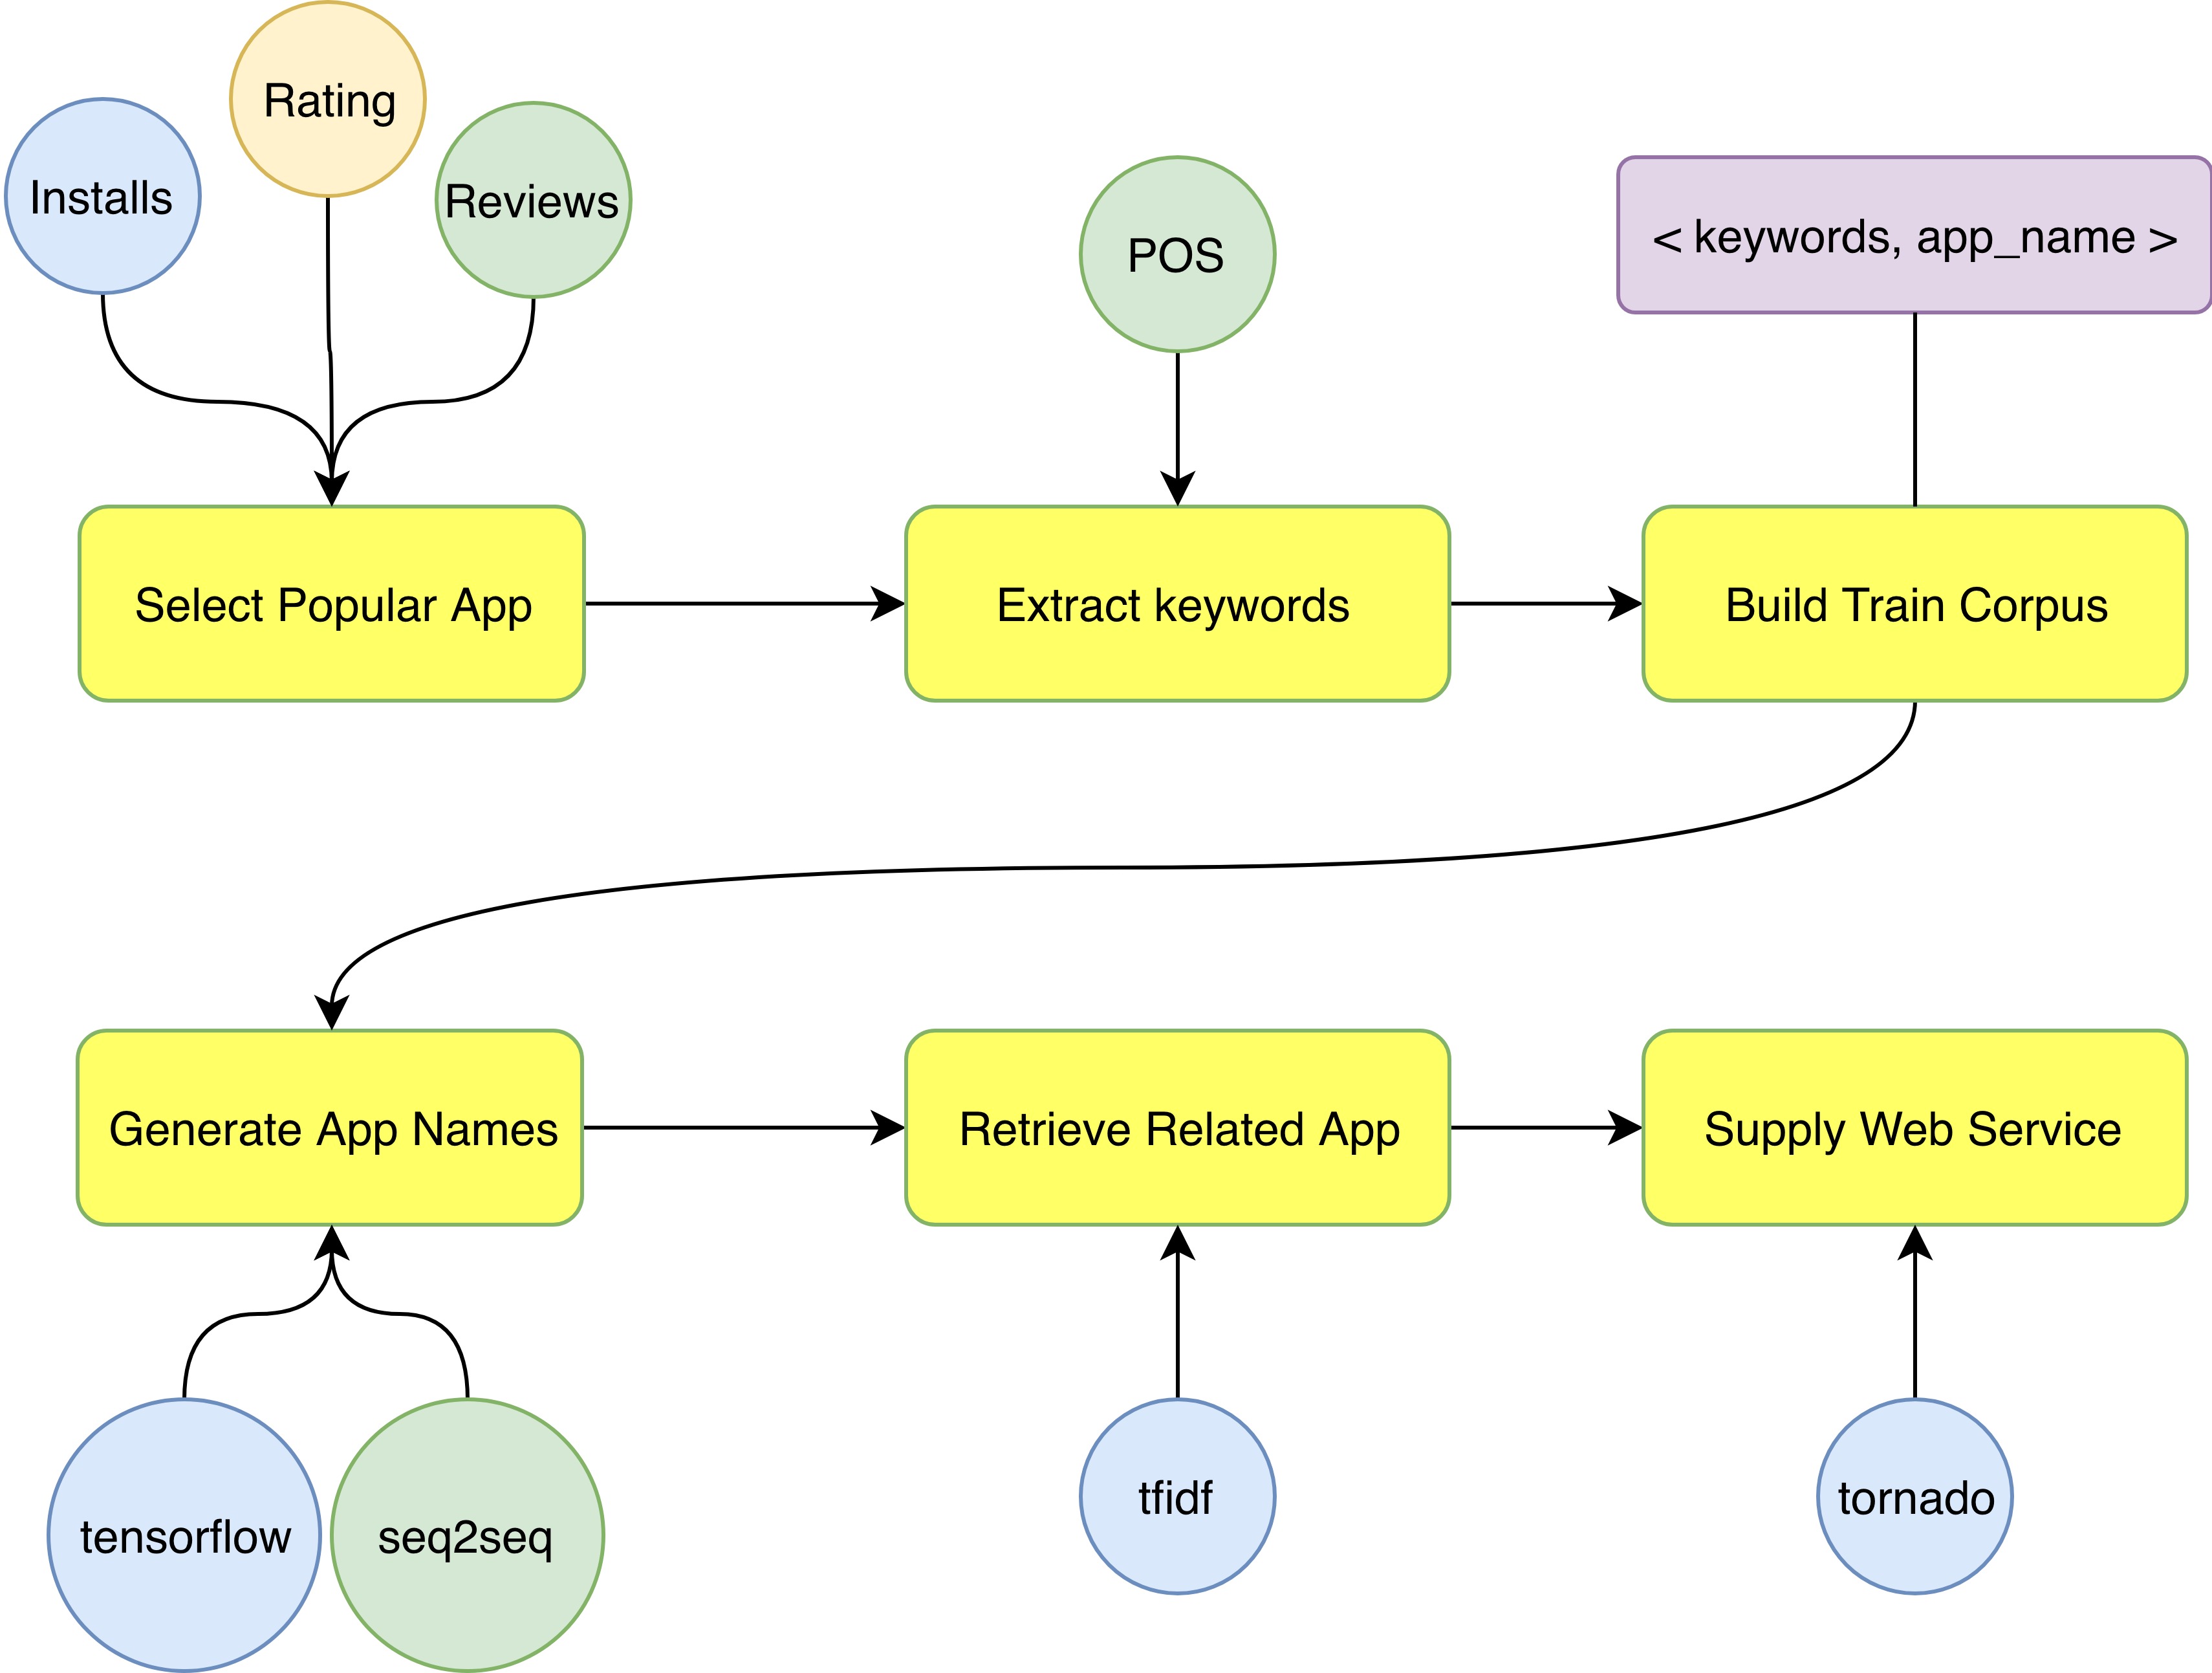 Rating
Installs
Reviews
POS
< keywords, app_name >
Select Popular App
Extract keywords
Build Train Corpus
Generate App Names
Retrieve Related App
Supply Web Service
tensorflow
seq2seq
tfidf
tornado